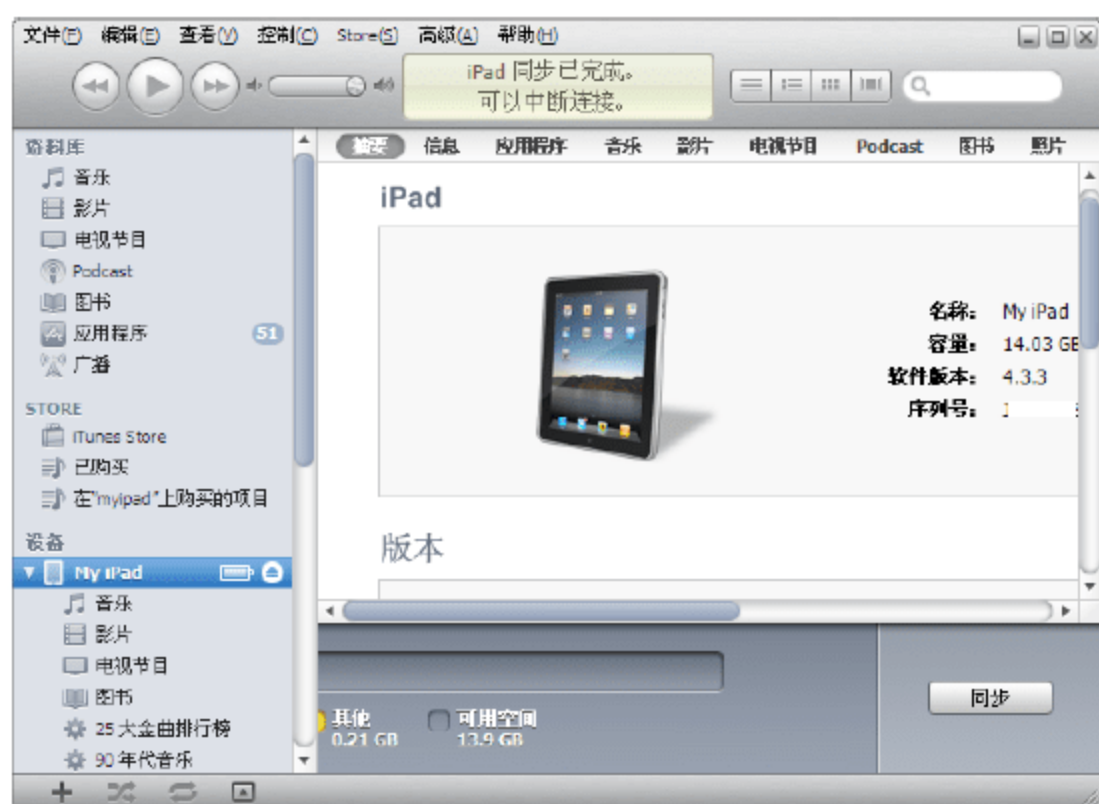 文件(F) 编辑(E) 查看(V) 控制(C) Store(S) 高级(A) 帮助(H)
iPad 同步已完成。
可以中断连接。
资料库
音乐
影片
电视节目
Podcast
图书
应用程序 51
广播
STORE
iTunes Store
已购买
在"myipad"上购买的项目
设备
My iPad
音乐
影片
电视节目
图书
25 大金曲排行榜
90 年代音乐
摘要 信息 应用程序 音乐 影片 电视节目 Podcast 图书 照片
iPad
名称: My iPad
容量: 14.03 GB
软件版本: 4.3.3
序列号:
版本
其他 可用空间
0.21 GB 13.9 GB
同步